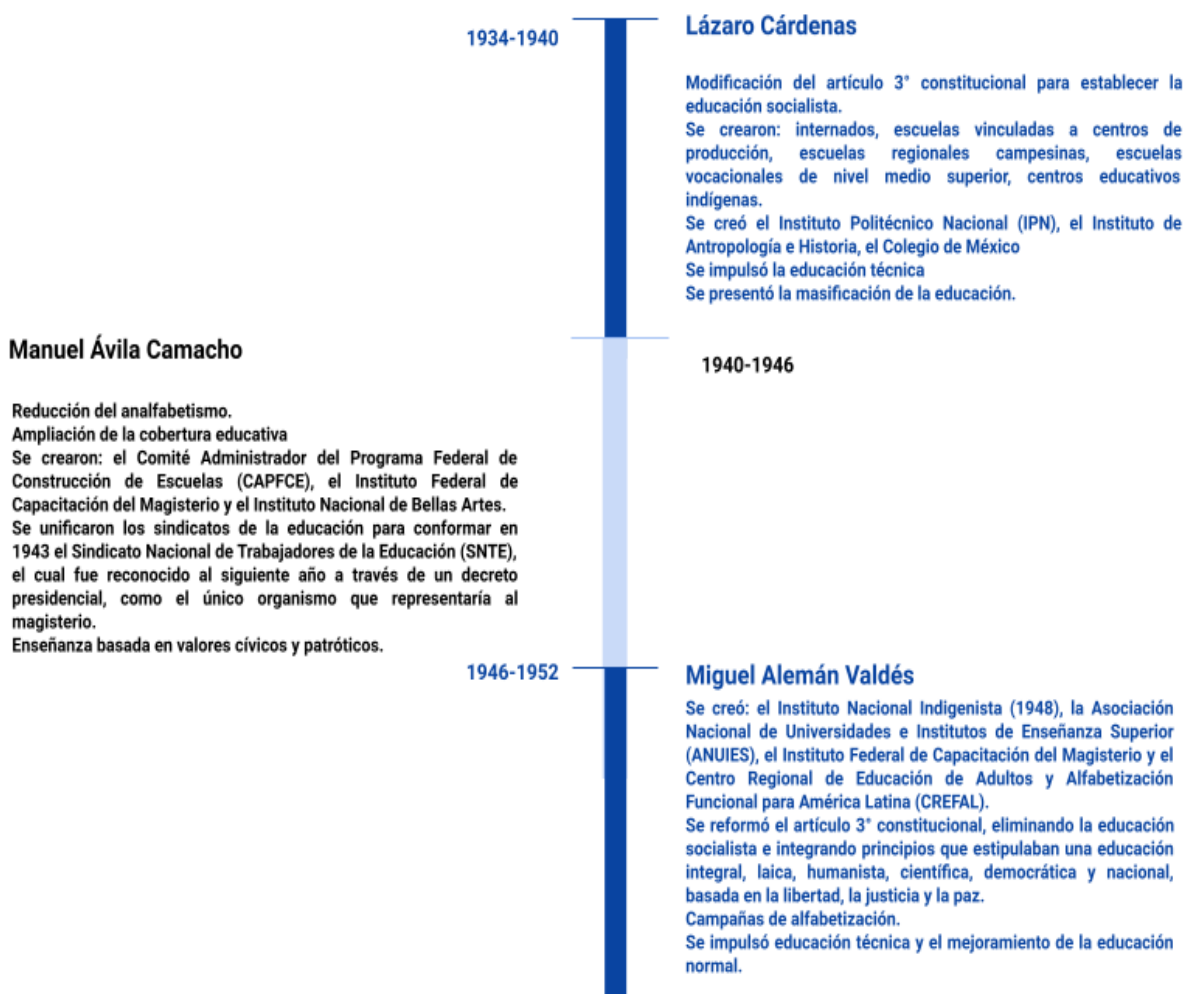 1934-1940
Lázaro Cárdenas
Modificación del artículo 3° constitucional para establecer la
educación socialista.
Se crearon: internados, escuelas vinculadas a centros de
producción, escuelas regionales campesinas, escuelas
vocacionales de nivel medio superior, centros educativos
indígenas.
Se creó el Instituto Politécnico Nacional (IPN), el Instituto de
Antropología e Historia, el Colegio de México
Se impulsó la educación técnica
Se presentó la masificación de la educación.
Manuel Ávila Camacho
1940-1946
Reducción del analfabetismo.
Ampliación de la cobertura educativa
Se crearon: el Comité Administrador del Programa Federal de
Construcción de Escuelas (CAPFCE), el Instituto Federal de
Capacitación del Magisterio y el Instituto Nacional de Bellas Artes.
Se unificaron los sindicatos de la educación para conformar en
1943 el Sindicato Nacional de Trabajadores de la Educación (SNTE),
el cual fue reconocido al siguiente año a través de un decreto
presidencial, como el único organismo que representaría al
magisterio.
Enseñanza basada en valores cívicos y patróticos.
1946-1952
Miguel Alemán Valdés
Se creó: el Instituto Nacional Indigenista (1948), la Asociación
Nacional de Universidades e Institutos de Enseñanza Superior
(ANUIES), el Instituto Federal de Capacitación del Magisterio y el
Centro Regional de Educación de Adultos y Alfabetización
Funcional para América Latina (CREFAL).
Se reformó el artículo 3° constitucional, eliminando la educación
socialista e integrando principios que estipulaban una educación
integral, laica, humanista, científica, democrática y nacional,
basada en la libertad, la justicia y la paz.
Campañas de alfabetización.
Se impulsó educación técnica y el mejoramiento de la educación
normal.